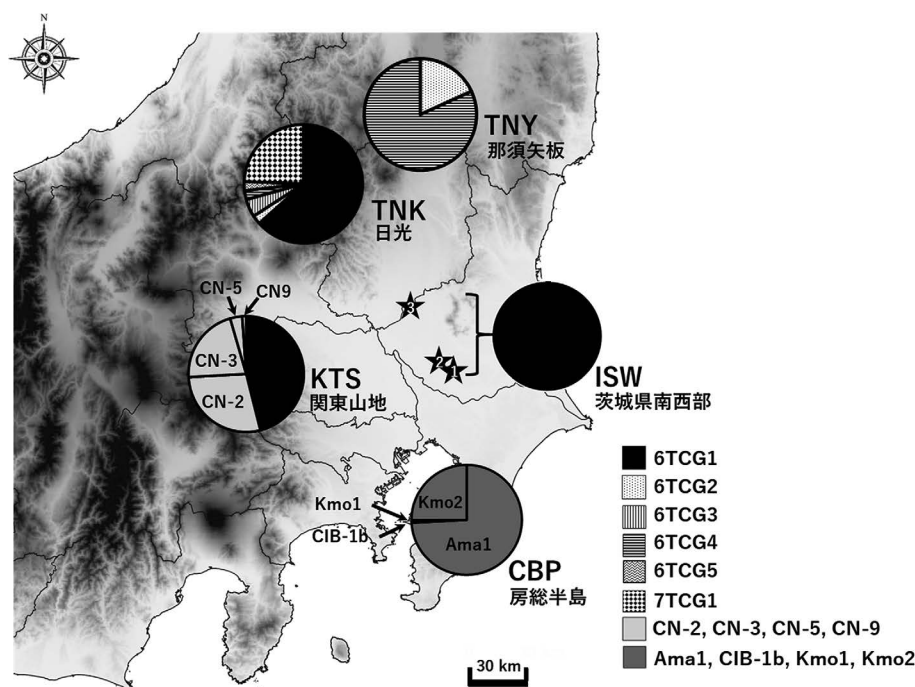 N
TNY
那須矢板
TNK
日光
3
2
1
ISW
茨城県南西部
CN-5
CN9
CN-3
CN-2
KTS
関東山地
Kmo1
CIB-1b
Kmo2
Ama1
CBP
房総半島
6TCG1
6TCG2
6TCG3
6TCG4
6TCG5
7TCG1
CN-2, CN-3, CN-5, CN-9
Ama1, CIB-1b, Kmo1, Kmo2
30 km